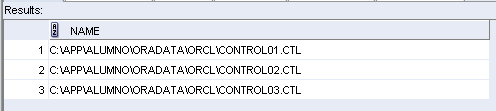 Results:
NAME
1 C:\APP\ALUMNO\ORADATA\ORCL\CONTROL01.CTL
2 C:\APP\ALUMNO\ORADATA\ORCL\CONTROL02.CTL
3 C:\APP\ALUMNO\ORADATA\ORCL\CONTROL03.CTL